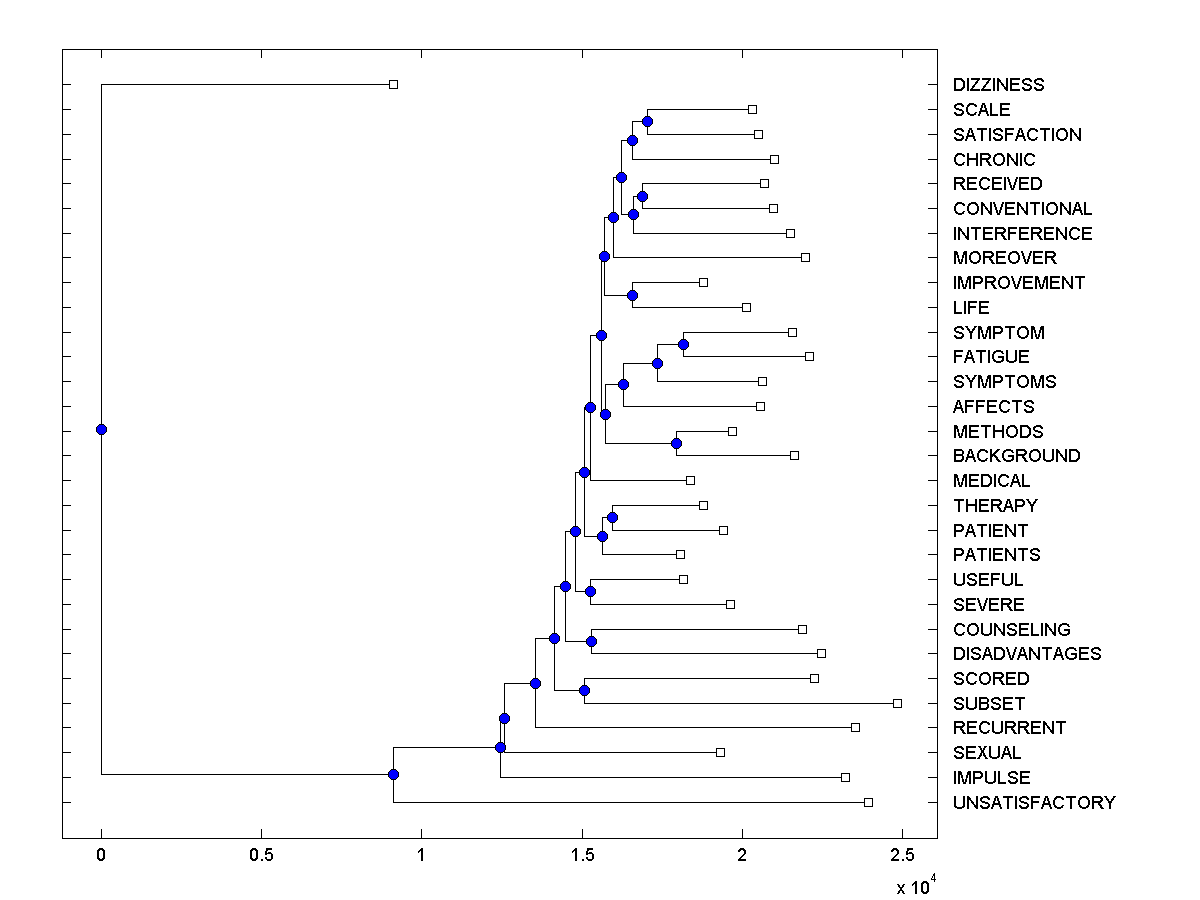 DIZZINESS
SCALE
SATISFACTION
CHRONIC
RECEIVED
CONVENTIONAL
INTERFERENCE
MOREOVER
IMPROVEMENT
LIFE
SYMPTOM
FATIGUE
SYMPTOMS
AFFECTS
METHODS
BACKGROUND
MEDICAL
THERAPY
PATIENT
PATIENTS
USEFUL
SEVERE
COUNSELING
DISADVANTAGES
SCORED
SUBSET
RECURRENT
SEXUAL
IMPULSE
UNSATISFACTORY
0 0.5 1 1.5 2 2.5
x 10^4